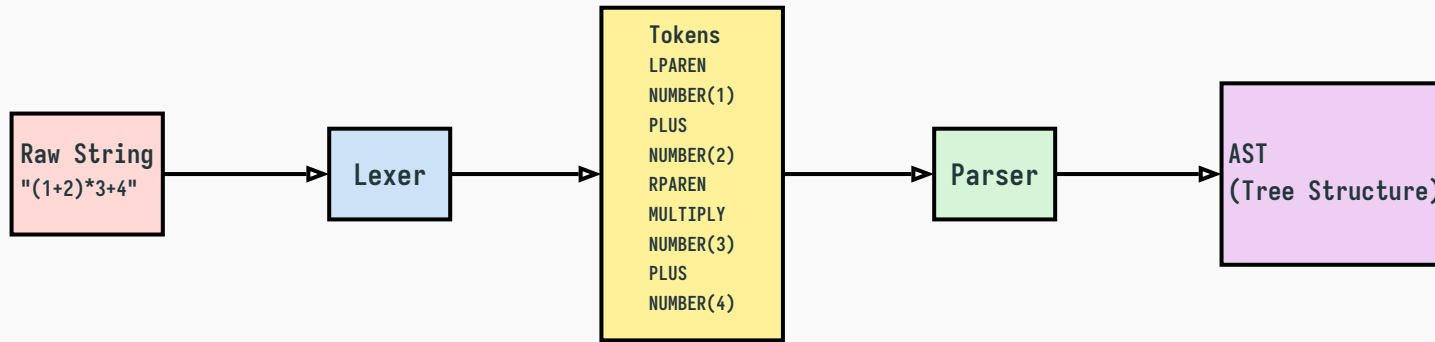 Raw String
"(1+2)*3+4"
Lexer
Tokens
LPAREN
NUMBER(1)
PLUS
NUMBER(2)
RPAREN
MULTIPLY
NUMBER(3)
PLUS
NUMBER(4)
Parser
AST
(Tree Structure)